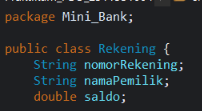 package Mini_Bank;
public class Rekening {
String nomorRekening;
String namaPemilik;
double saldo;